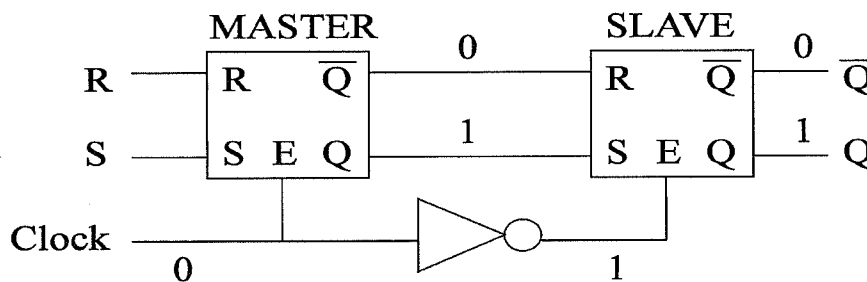 MASTER SLAVE
0 0
R R Q̅ R Q̅ Q̅
1 1
S S E Q S E Q Q
Clock
0 1